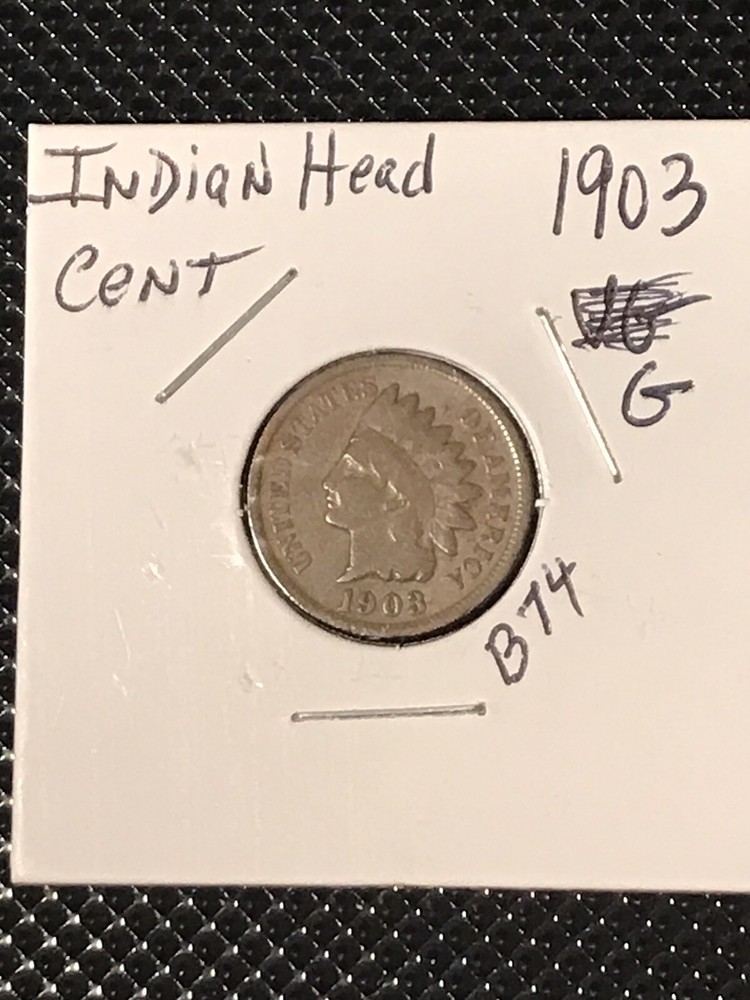 Indian Head 1903
Cent
G
UNITED STATES OF AMERICA
1903
B74